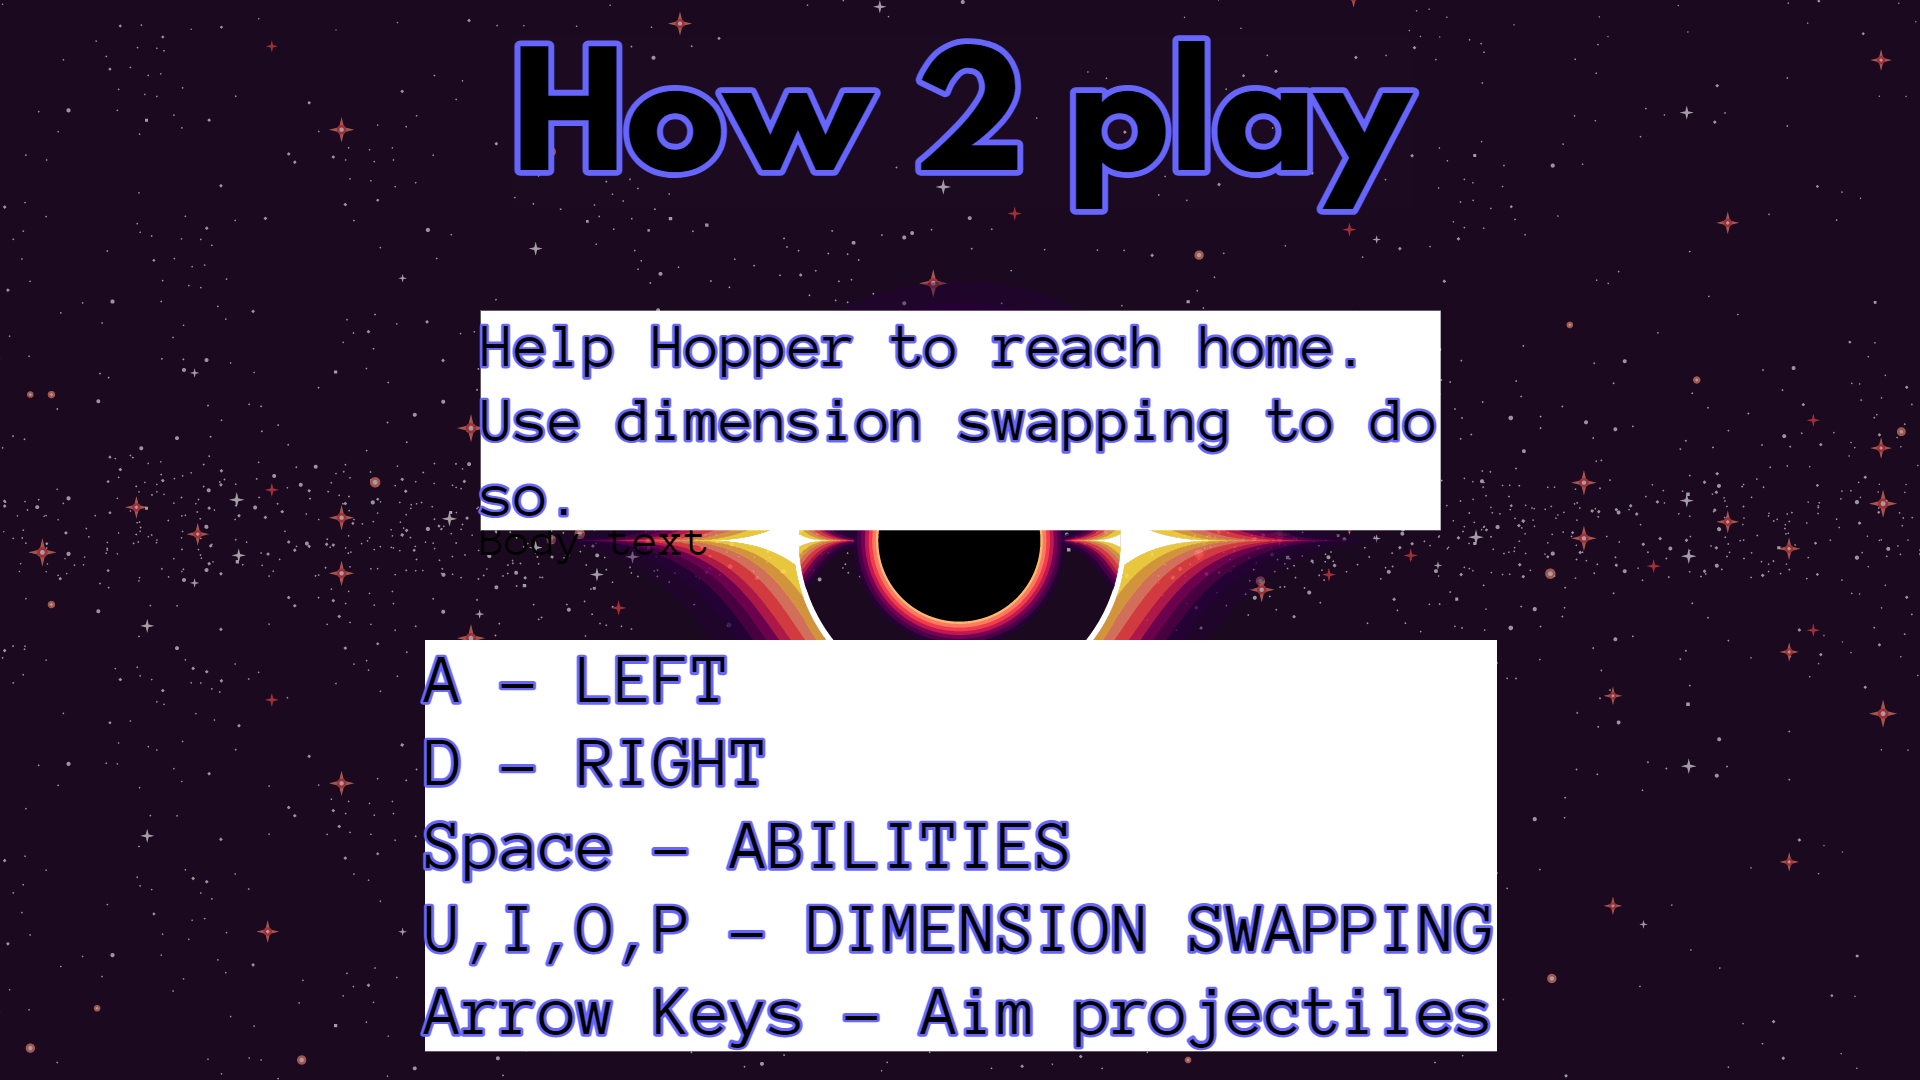 How 2 play
Help Hopper to reach home.
Use dimension swapping to do
so.
Body text
A – LEFT
D – RIGHT
Space – ABILITIES
U,I,O,P – DIMENSION SWAPPING
Arrow Keys – Aim projectiles